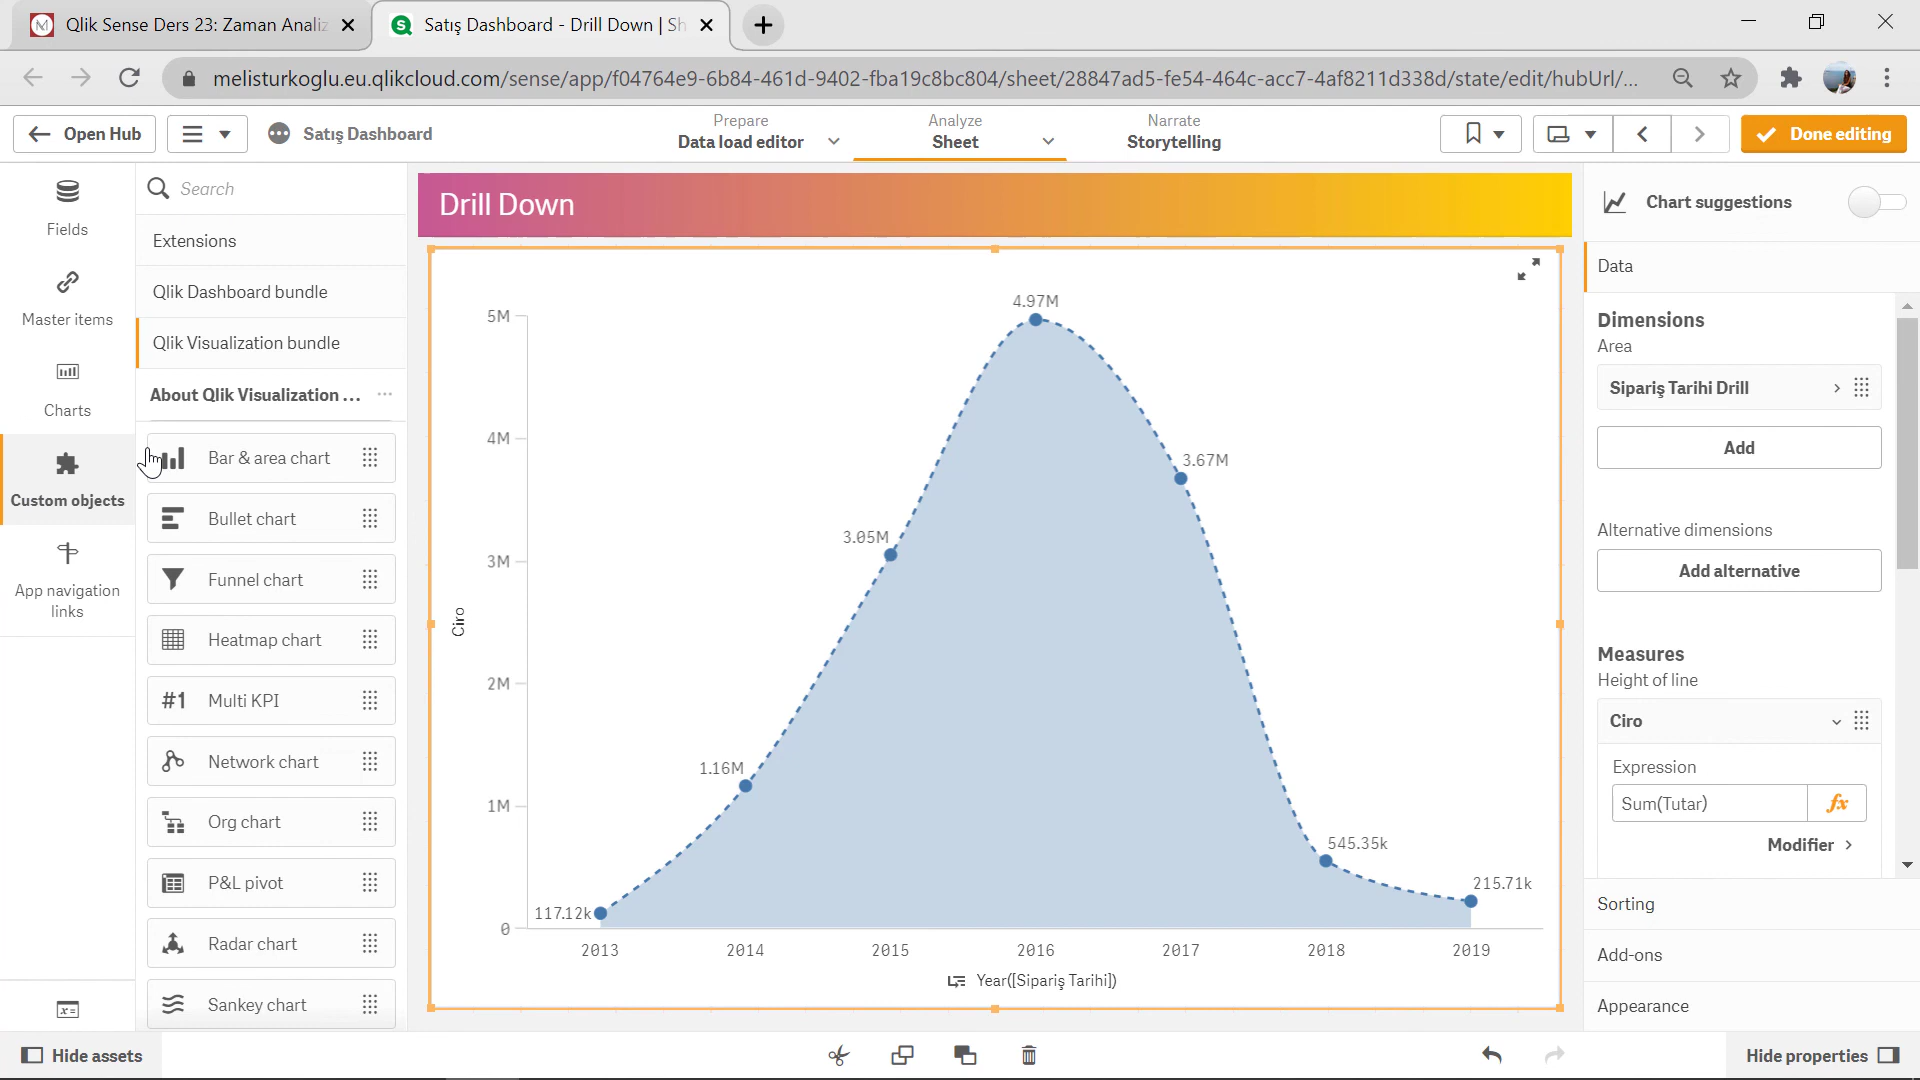 Qlik Sense Ders 23: Zaman Analiz
Satış Dashboard - Drill Down | Sh
melisturkoglu.eu.qlikcloud.com/sense/app/f04764e9-6b84-461d-9402-fba19c8bc804/sheet/28847ad5-fe54-464c-acc7-4af8211d338d/state/edit/hubUrl/...
Open Hub
Satış Dashboard
Prepare
Data load editor
Analyze
Sheet
Narrate
Storytelling
Done editing
Fields
Master items
Charts
Custom objects
App navigation
links
Hide assets
Search
Extensions
Qlik Dashboard bundle
Qlik Visualization bundle
About Qlik Visualization ...
Bar & area chart
Bullet chart
Funnel chart
Heatmap chart
#1 Multi KPI
Network chart
Org chart
P&L pivot
Radar chart
Sankey chart
Drill Down
5M
4M
3M
2M
1M
0
Ciro
117.12k
1.16M
3.05M
4.97M
3.67M
545.35k
215.71k
2013 2014 2015 2016 2017 2018 2019
Year([Sipariş Tarihi])
Chart suggestions
Data
Dimensions
Area
Sipariş Tarihi Drill
Add
Alternative dimensions
Add alternative
Measures
Height of line
Ciro
Expression
Sum(Tutar)
fx
Modifier
Sorting
Add-ons
Appearance
Hide properties